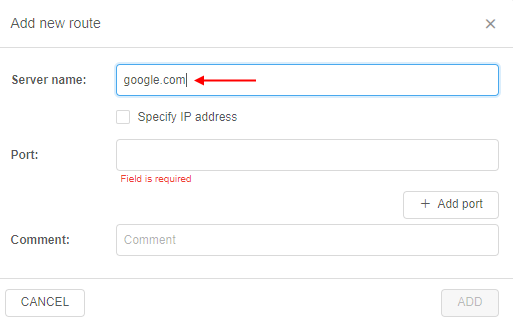 Add new route
Server name: google.com
Specify IP address
Port:
Field is required
+ Add port
Comment: Comment
CANCEL ADD